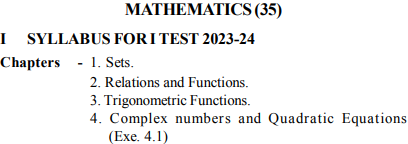 MATHEMATICS (35)
I SYLLABUS FOR I TEST 2023-24
Chapters - 1. Sets.
2. Relations and Functions.
3. Trigonometric Functions.
4. Complex numbers and Quadratic Equations
(Exe. 4.1)